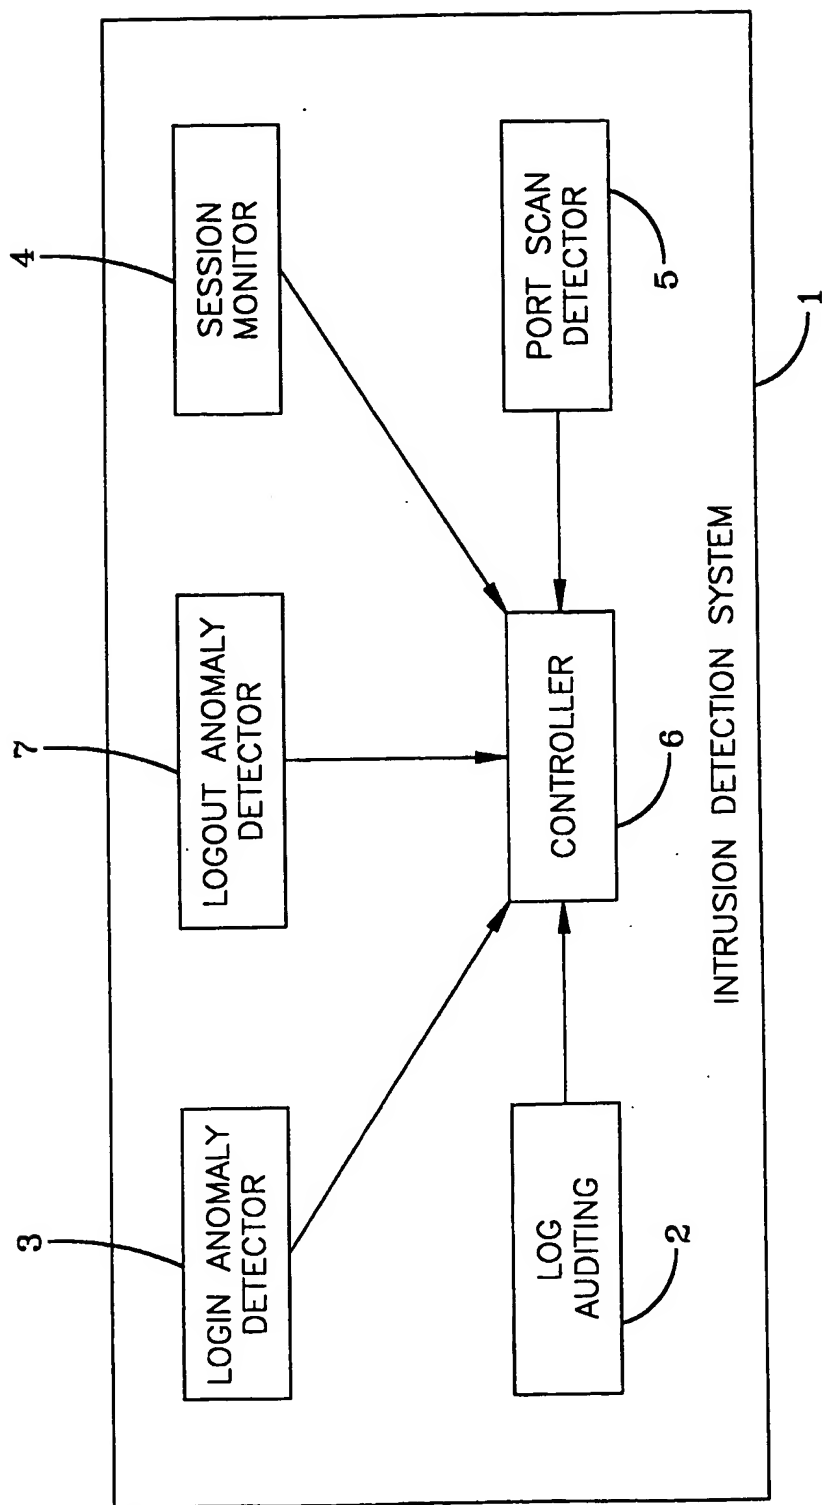 3
7
4
LOGIN ANOMALY
DETECTOR
LOGOUT ANOMALY
DETECTOR
SESSION
MONITOR
LOG
AUDITING
CONTROLLER
PORT SCAN
DETECTOR
2
6
5
INTRUSION DETECTION SYSTEM
1